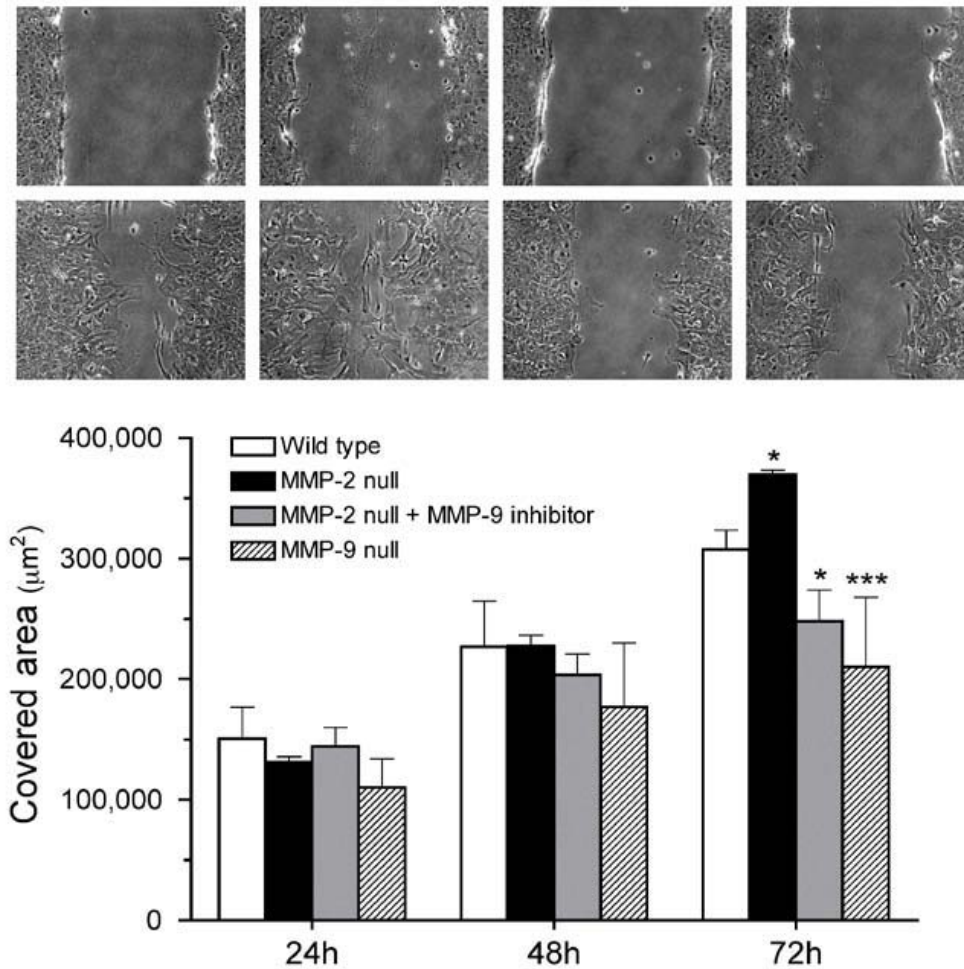 400,000
300,000
200,000
100,000
0
Covered area (μm²)
Wild type
MMP-2 null
MMP-2 null + MMP-9 inhibitor
MMP-9 null
*
*
***
24h
48h
72h